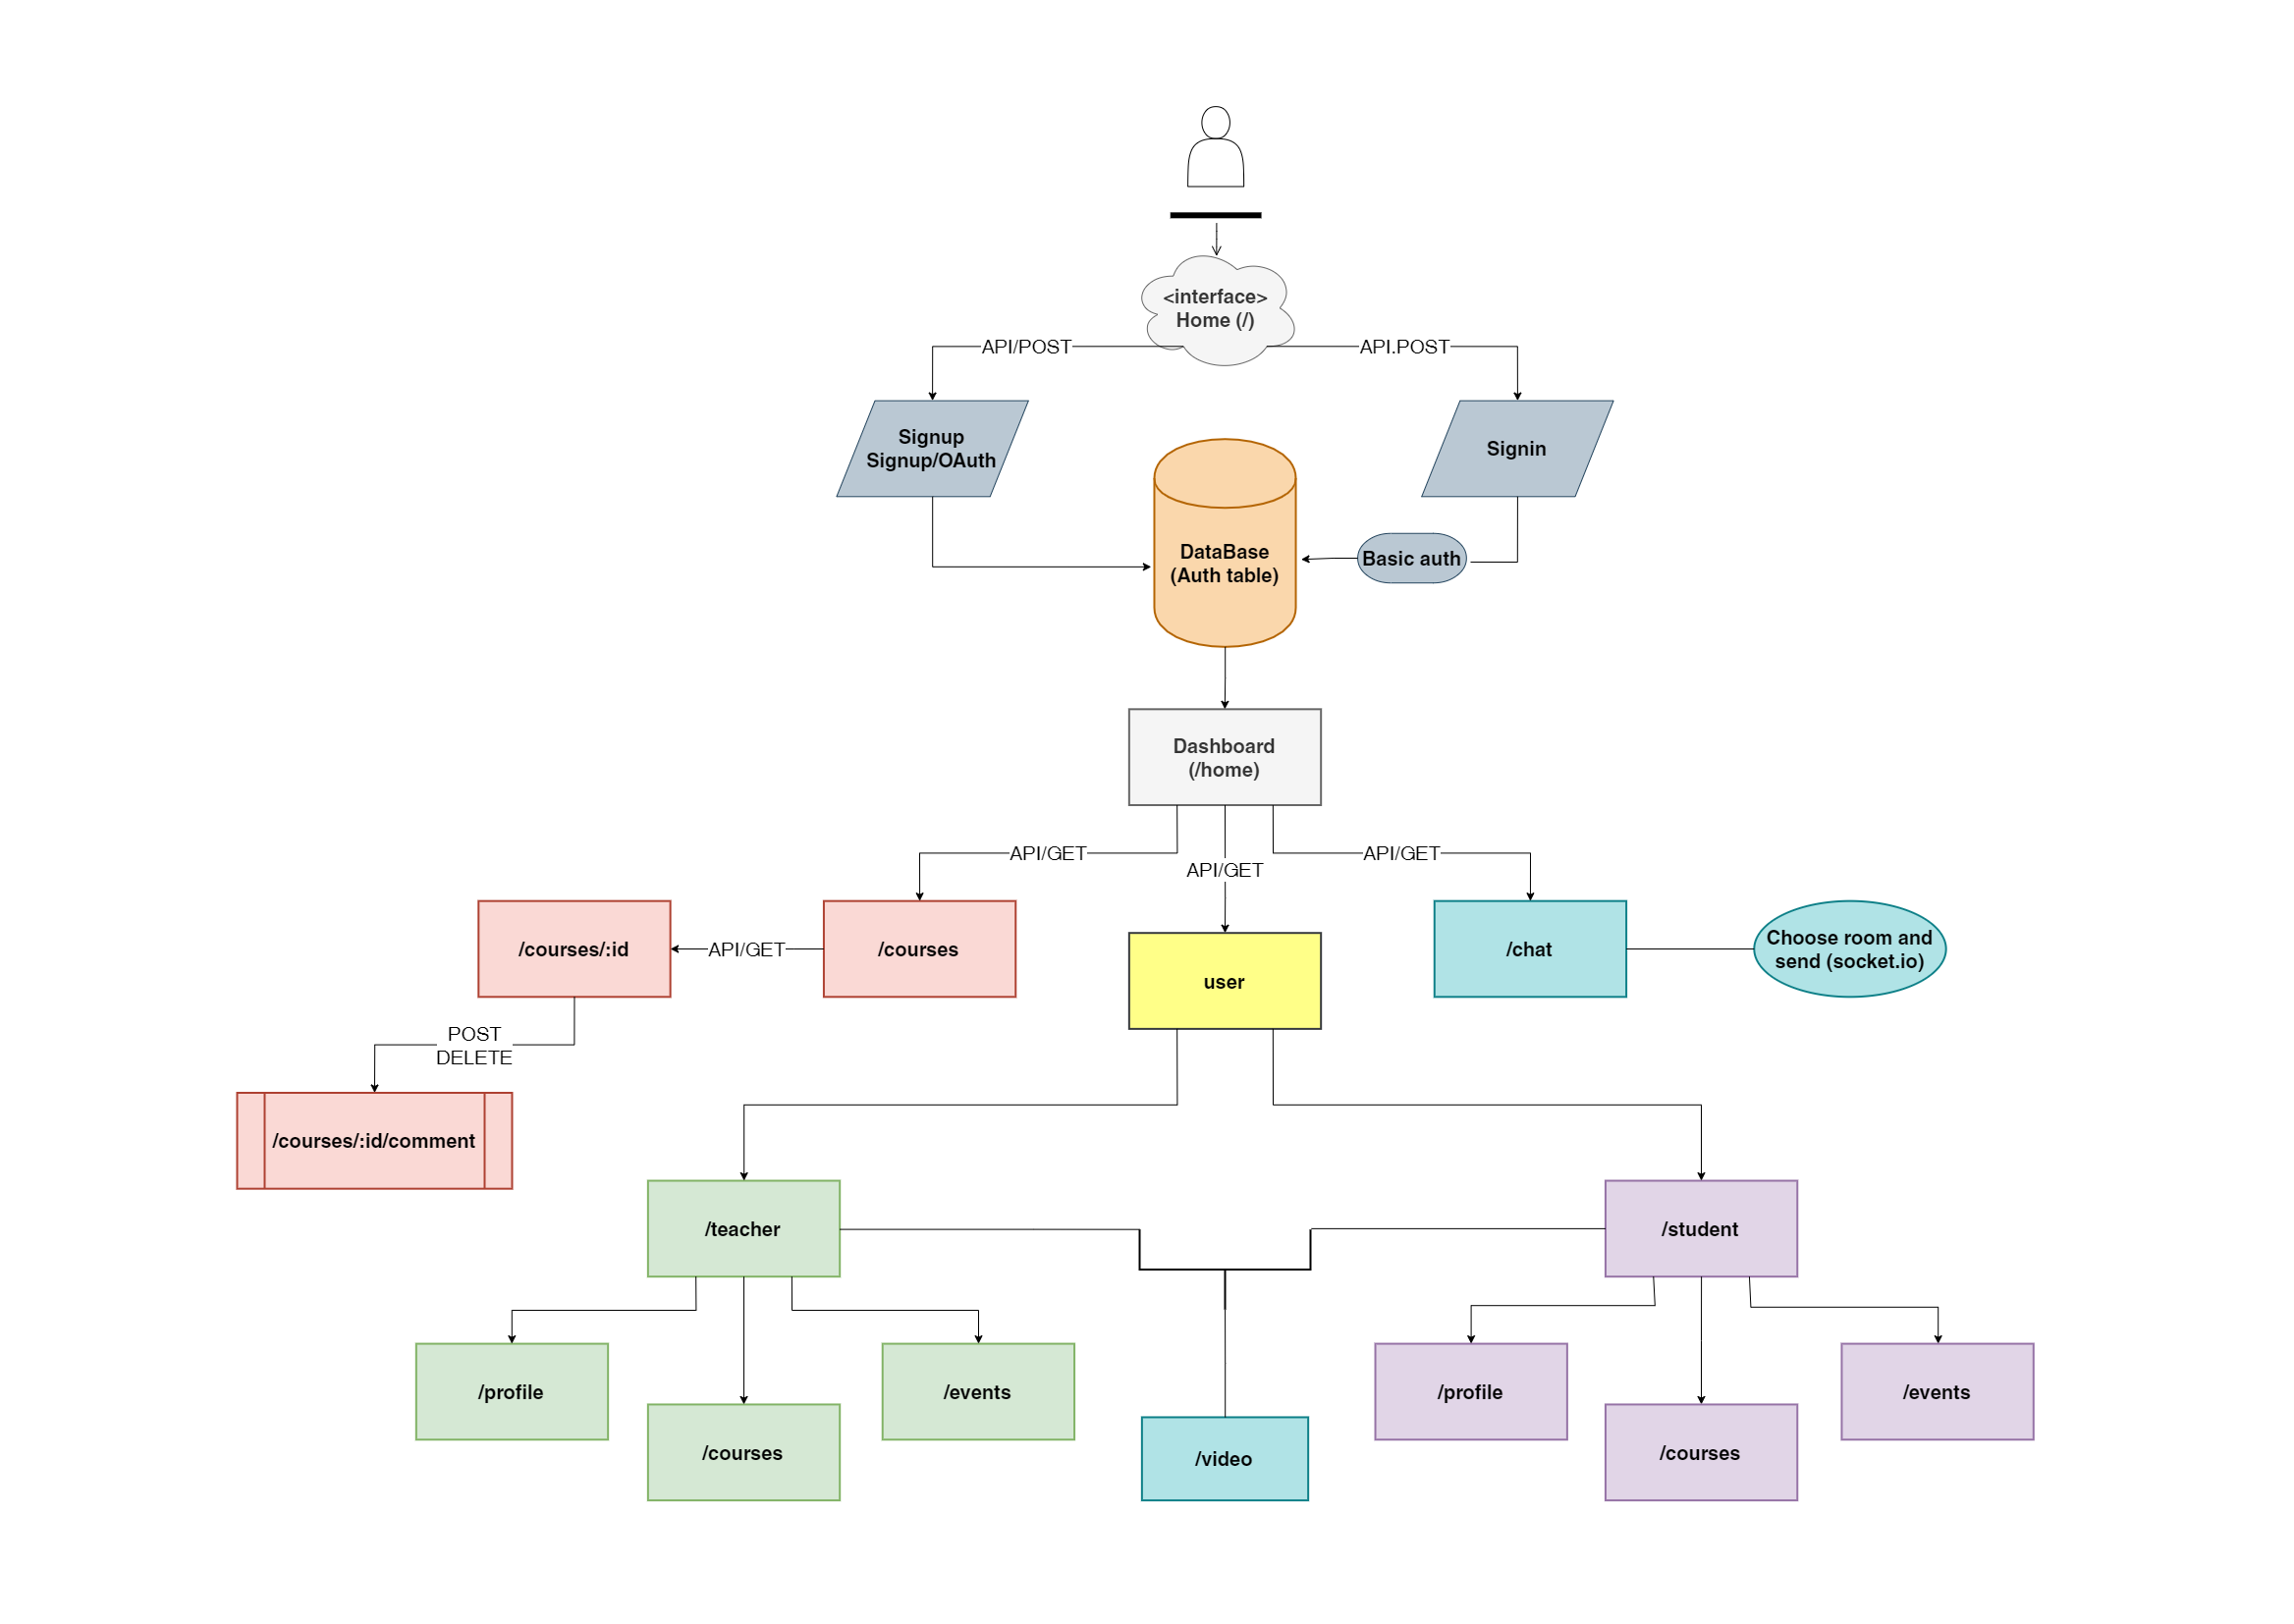 <interface>
Home (/)
API/POST
API.POST
Signup
Signup/OAuth
Signin
DataBase
(Auth table)
Basic auth
Dashboard
(/home)
API/GET
API/GET
API/GET
/courses/:id
API/GET
/courses
user
/chat
Choose room and
send (socket.io)
POST
DELETE
/courses/:id/comment
/teacher
/student
/profile
/courses
/events
/video
/profile
/courses
/events